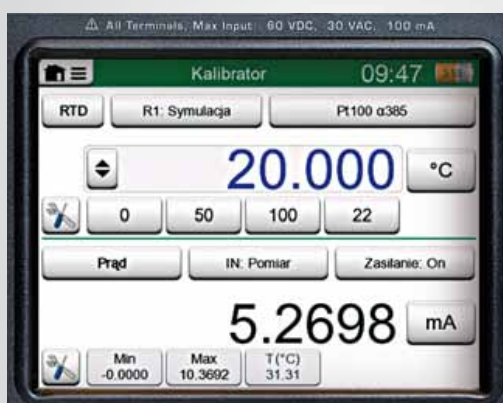 ⚠ All Terminals, Max Input: 60 VDC, 30 VAC, 100 mA
Kalibrator 09:47
RTD R1: Symulacja Pt100 α385
20.000 °C
0 50 100 22
Prąd IN: Pomiar Zasilanie: On
5.2698 mA
Min Max T(°C)
-0.0000 10.3692 31.31